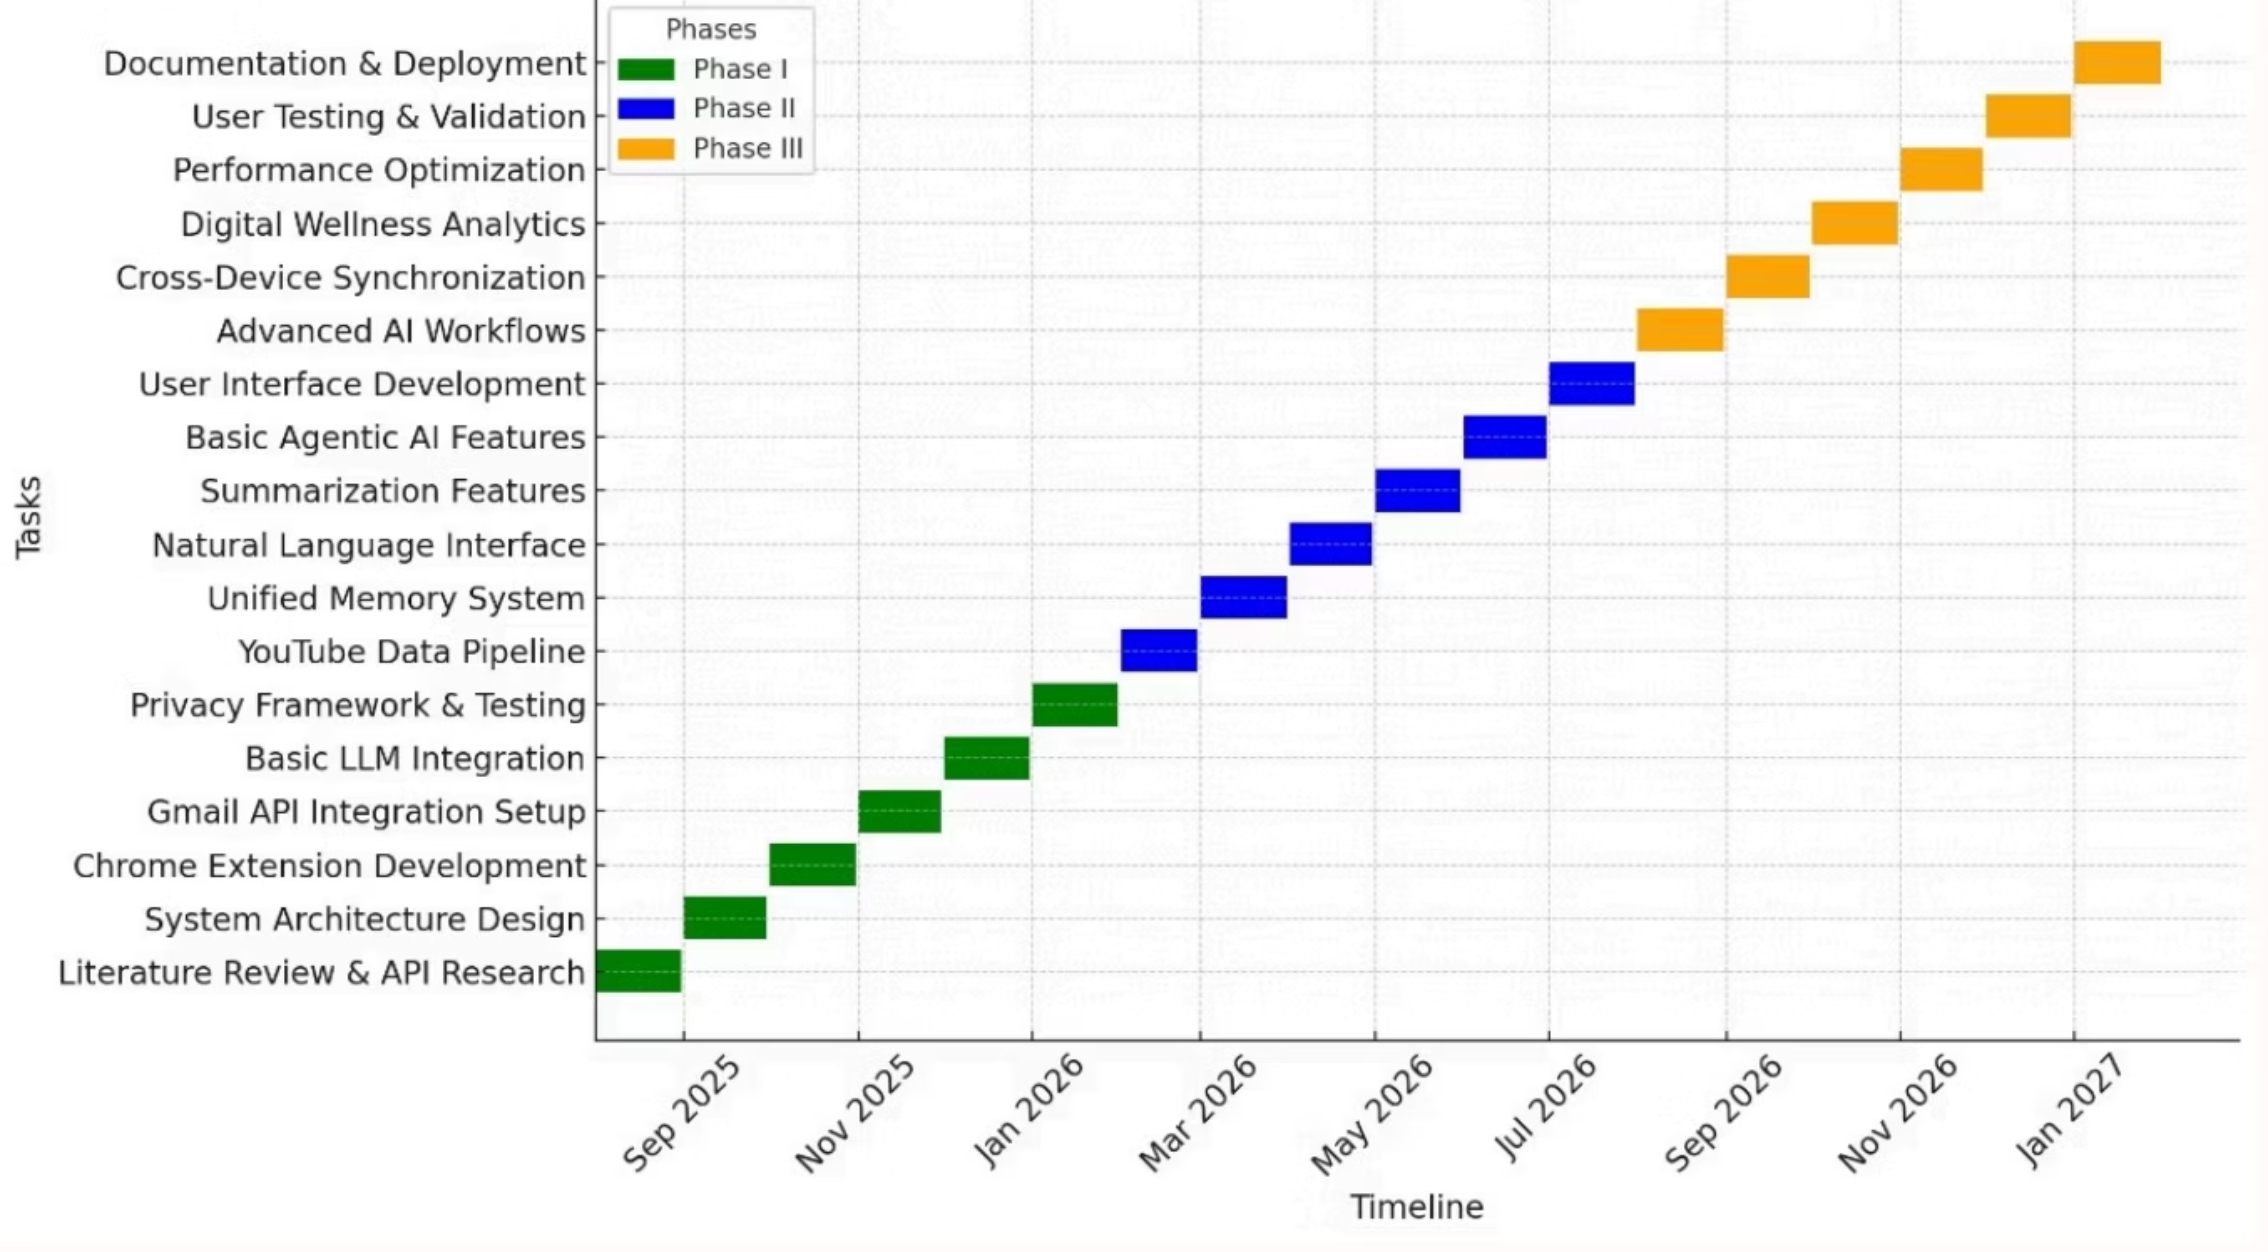 Phases
Phase I
Phase II
Phase III
Tasks
Documentation & Deployment
User Testing & Validation
Performance Optimization
Digital Wellness Analytics
Cross-Device Synchronization
Advanced AI Workflows
User Interface Development
Basic Agentic AI Features
Summarization Features
Natural Language Interface
Unified Memory System
YouTube Data Pipeline
Privacy Framework & Testing
Basic LLM Integration
Gmail API Integration Setup
Chrome Extension Development
System Architecture Design
Literature Review & API Research
Sep 2025
Nov 2025
Jan 2026
Mar 2026
May 2026
Jul 2026
Sep 2026
Nov 2026
Jan 2027
Timeline